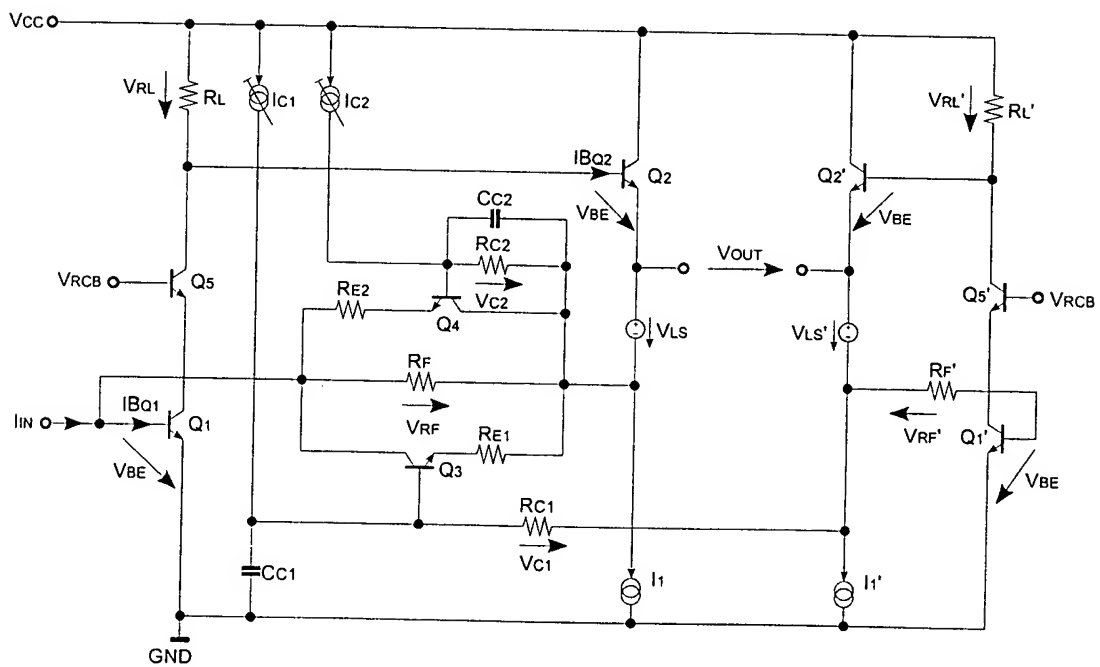 VCC
VRL
RL
IC1
IC2
VRL'
RL'
IBQ2
Q2
Q2'
VBE
VBE
CC2
RC2
VC2
VOUT
VRCB
Q5
Q5'
VRCB
RE2
Q4
VLS
VLS'
RF
VRF
RF'
VRF'
IIN
IBQ1
Q1
Q1'
VBE
VBE
RE1
Q3
RC1
VC1
CC1
I1
I1'
GND